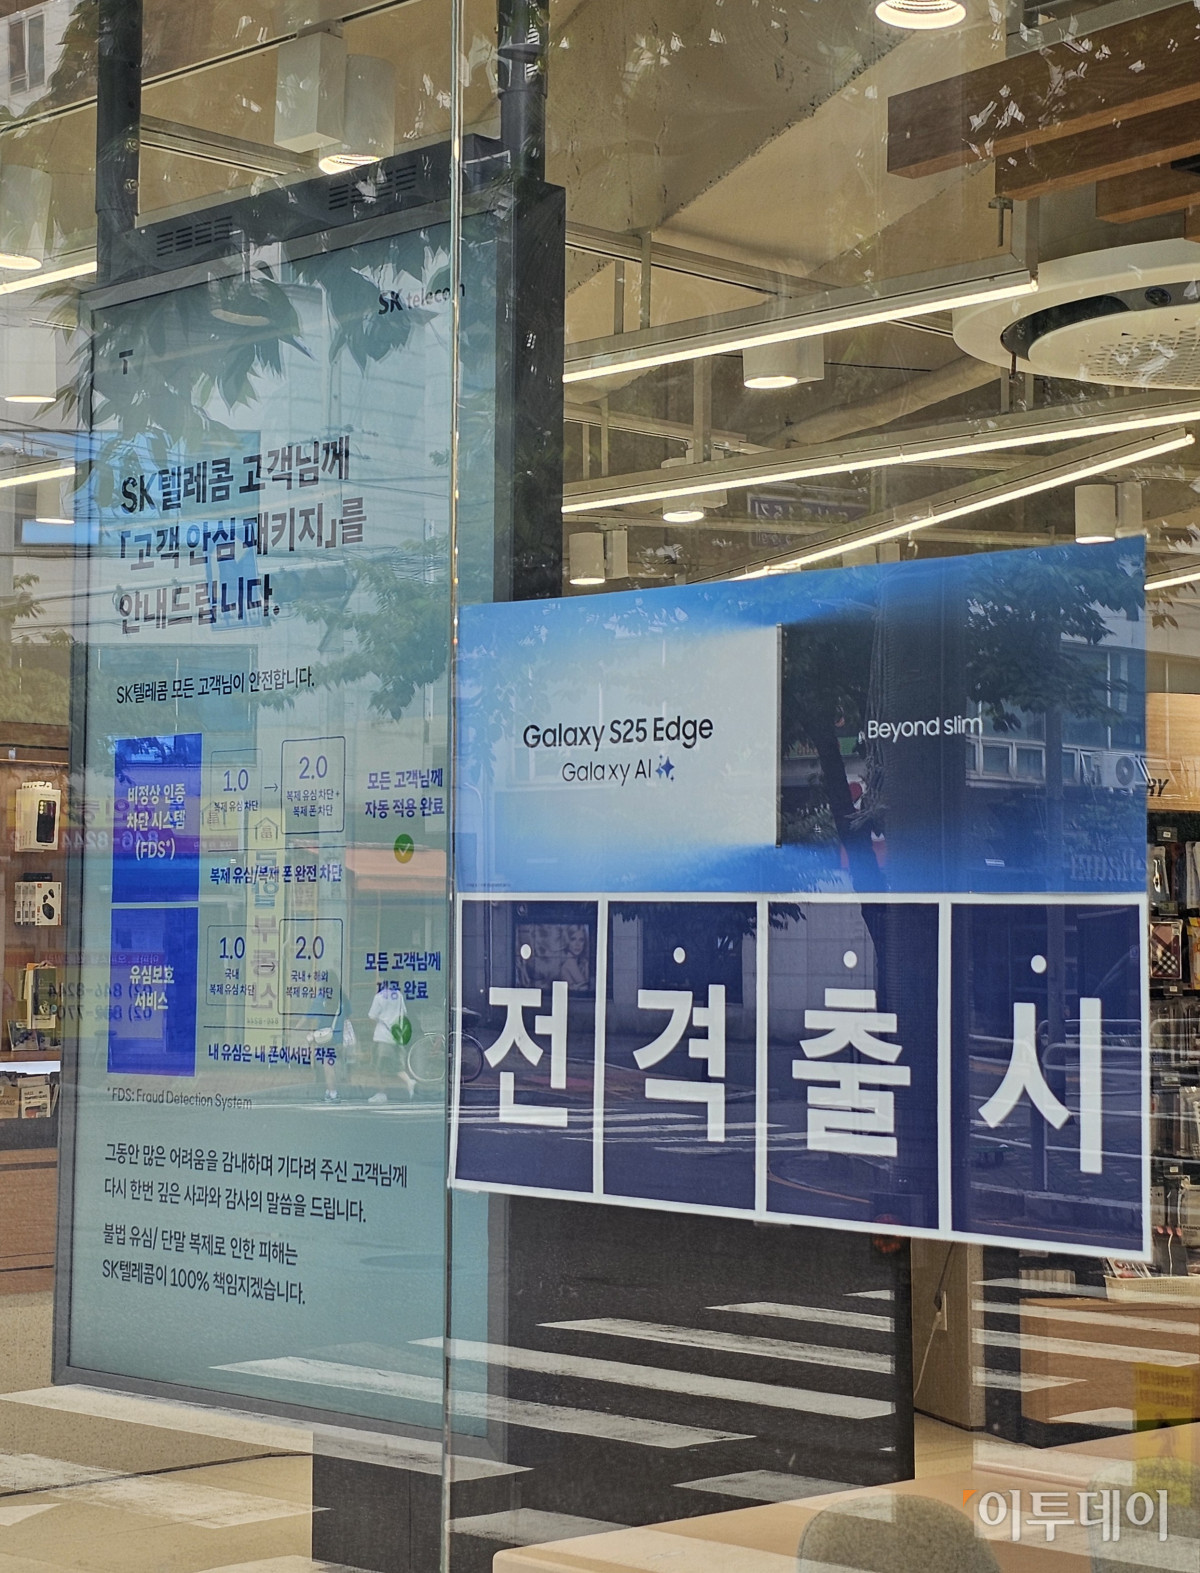 SK telecom
T
SK텔레콤 고객님께
「고객 안심 패키지」를
안내드립니다.
SK텔레콤 모든 고객님이 안전합니다.
비정상 인증
차단 시스템
(FDS*)
1.0
복제 유심 차단
→
2.0
복제 유심 차단 +
복제 폰 차단
모든 고객님께
자동 적용 완료
복제 유심/복제 폰 완전 차단
유심보호
서비스
1.0
국내
복제 유심 차단
→
2.0
국내 + 해외
복제 유심 차단
모든 고객님께
제공 완료
내 유심은 내 폰에서만 작동
* FDS: Fraud Detection System
그동안 많은 어려움을 감내하며 기다려 주신 고객님께
다시 한번 깊은 사과와 감사의 말씀을 드립니다.
불법 유심/ 단말 복제로 인한 피해는
SK텔레콤이 100% 책임지겠습니다.
Galaxy S25 Edge
Galaxy AI
Beyond slim
전격출시
이투데이